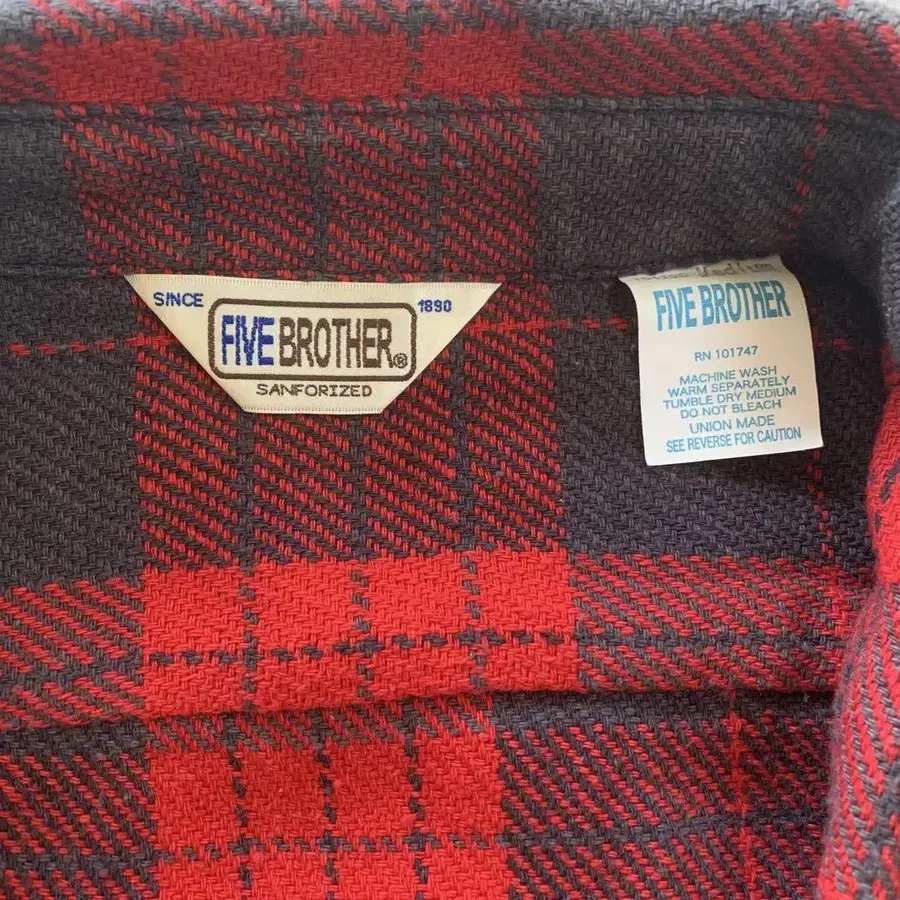 SINCE 1890
FIVE BROTHER®
SANFORIZED
FIVE BROTHER
RN 101747
MACHINE WASH
WARM SEPARATELY
TUMBLE DRY MEDIUM
DO NOT BLEACH
UNION MADE
SEE REVERSE FOR CAUTION